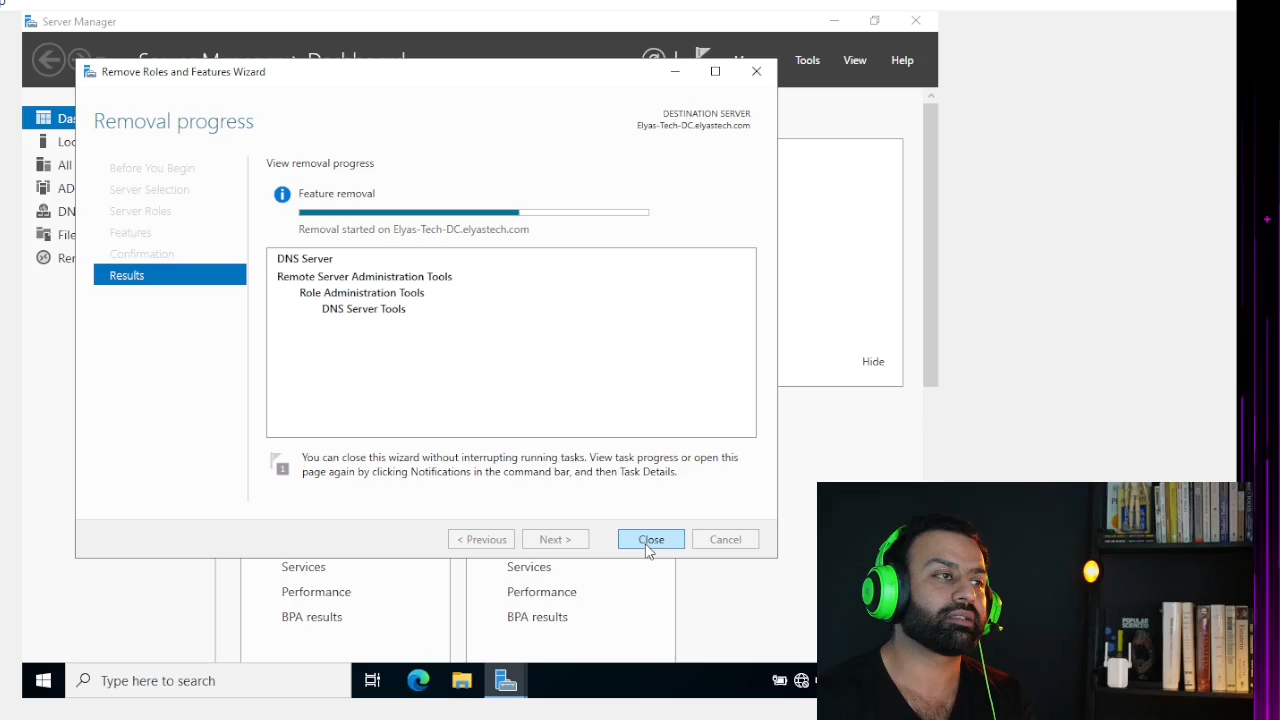 Server Manager
Tools
View
Help
Remove Roles and Features Wizard
Removal progress
DESTINATION SERVER
Elyas-Tech-DC.elyastech.com
Before You Begin
Server Selection
Server Roles
Features
Confirmation
Results
View removal progress
Feature removal
Removal started on Elyas-Tech-DC.elyastech.com
DNS Server
Remote Server Administration Tools
Role Administration Tools
DNS Server Tools
1
You can close this wizard without interrupting running tasks. View task progress or open this
page again by clicking Notifications in the command bar, and then Task Details.
< Previous
Next >
Close
Cancel
All
AD
DN
File
Hide
Services
Performance
BPA results
Services
Performance
BPA results
Type here to search